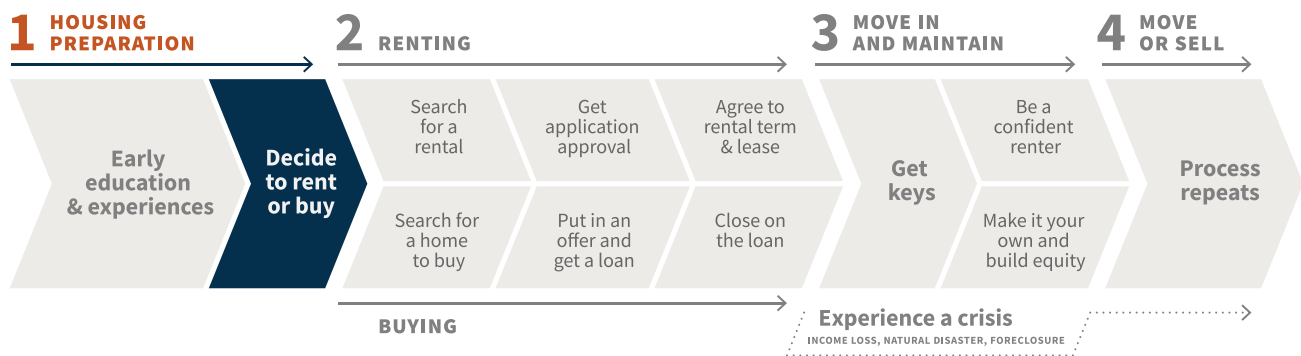 1 HOUSING
PREPARATION
2 RENTING
3 MOVE IN
AND MAINTAIN
4 MOVE
OR SELL
Early
education
& experiences
Decide
to rent
or buy
Search
for a
rental
Get
application
approval
Agree to
rental term
& lease
Search for
a home
to buy
Put in an
offer and
get a loan
Close on
the loan
Get
keys
Be a
confident
renter
Make it your
own and
build equity
Process
repeats
BUYING
Experience a crisis
INCOME LOSS, NATURAL DISASTER, FORECLOSURE